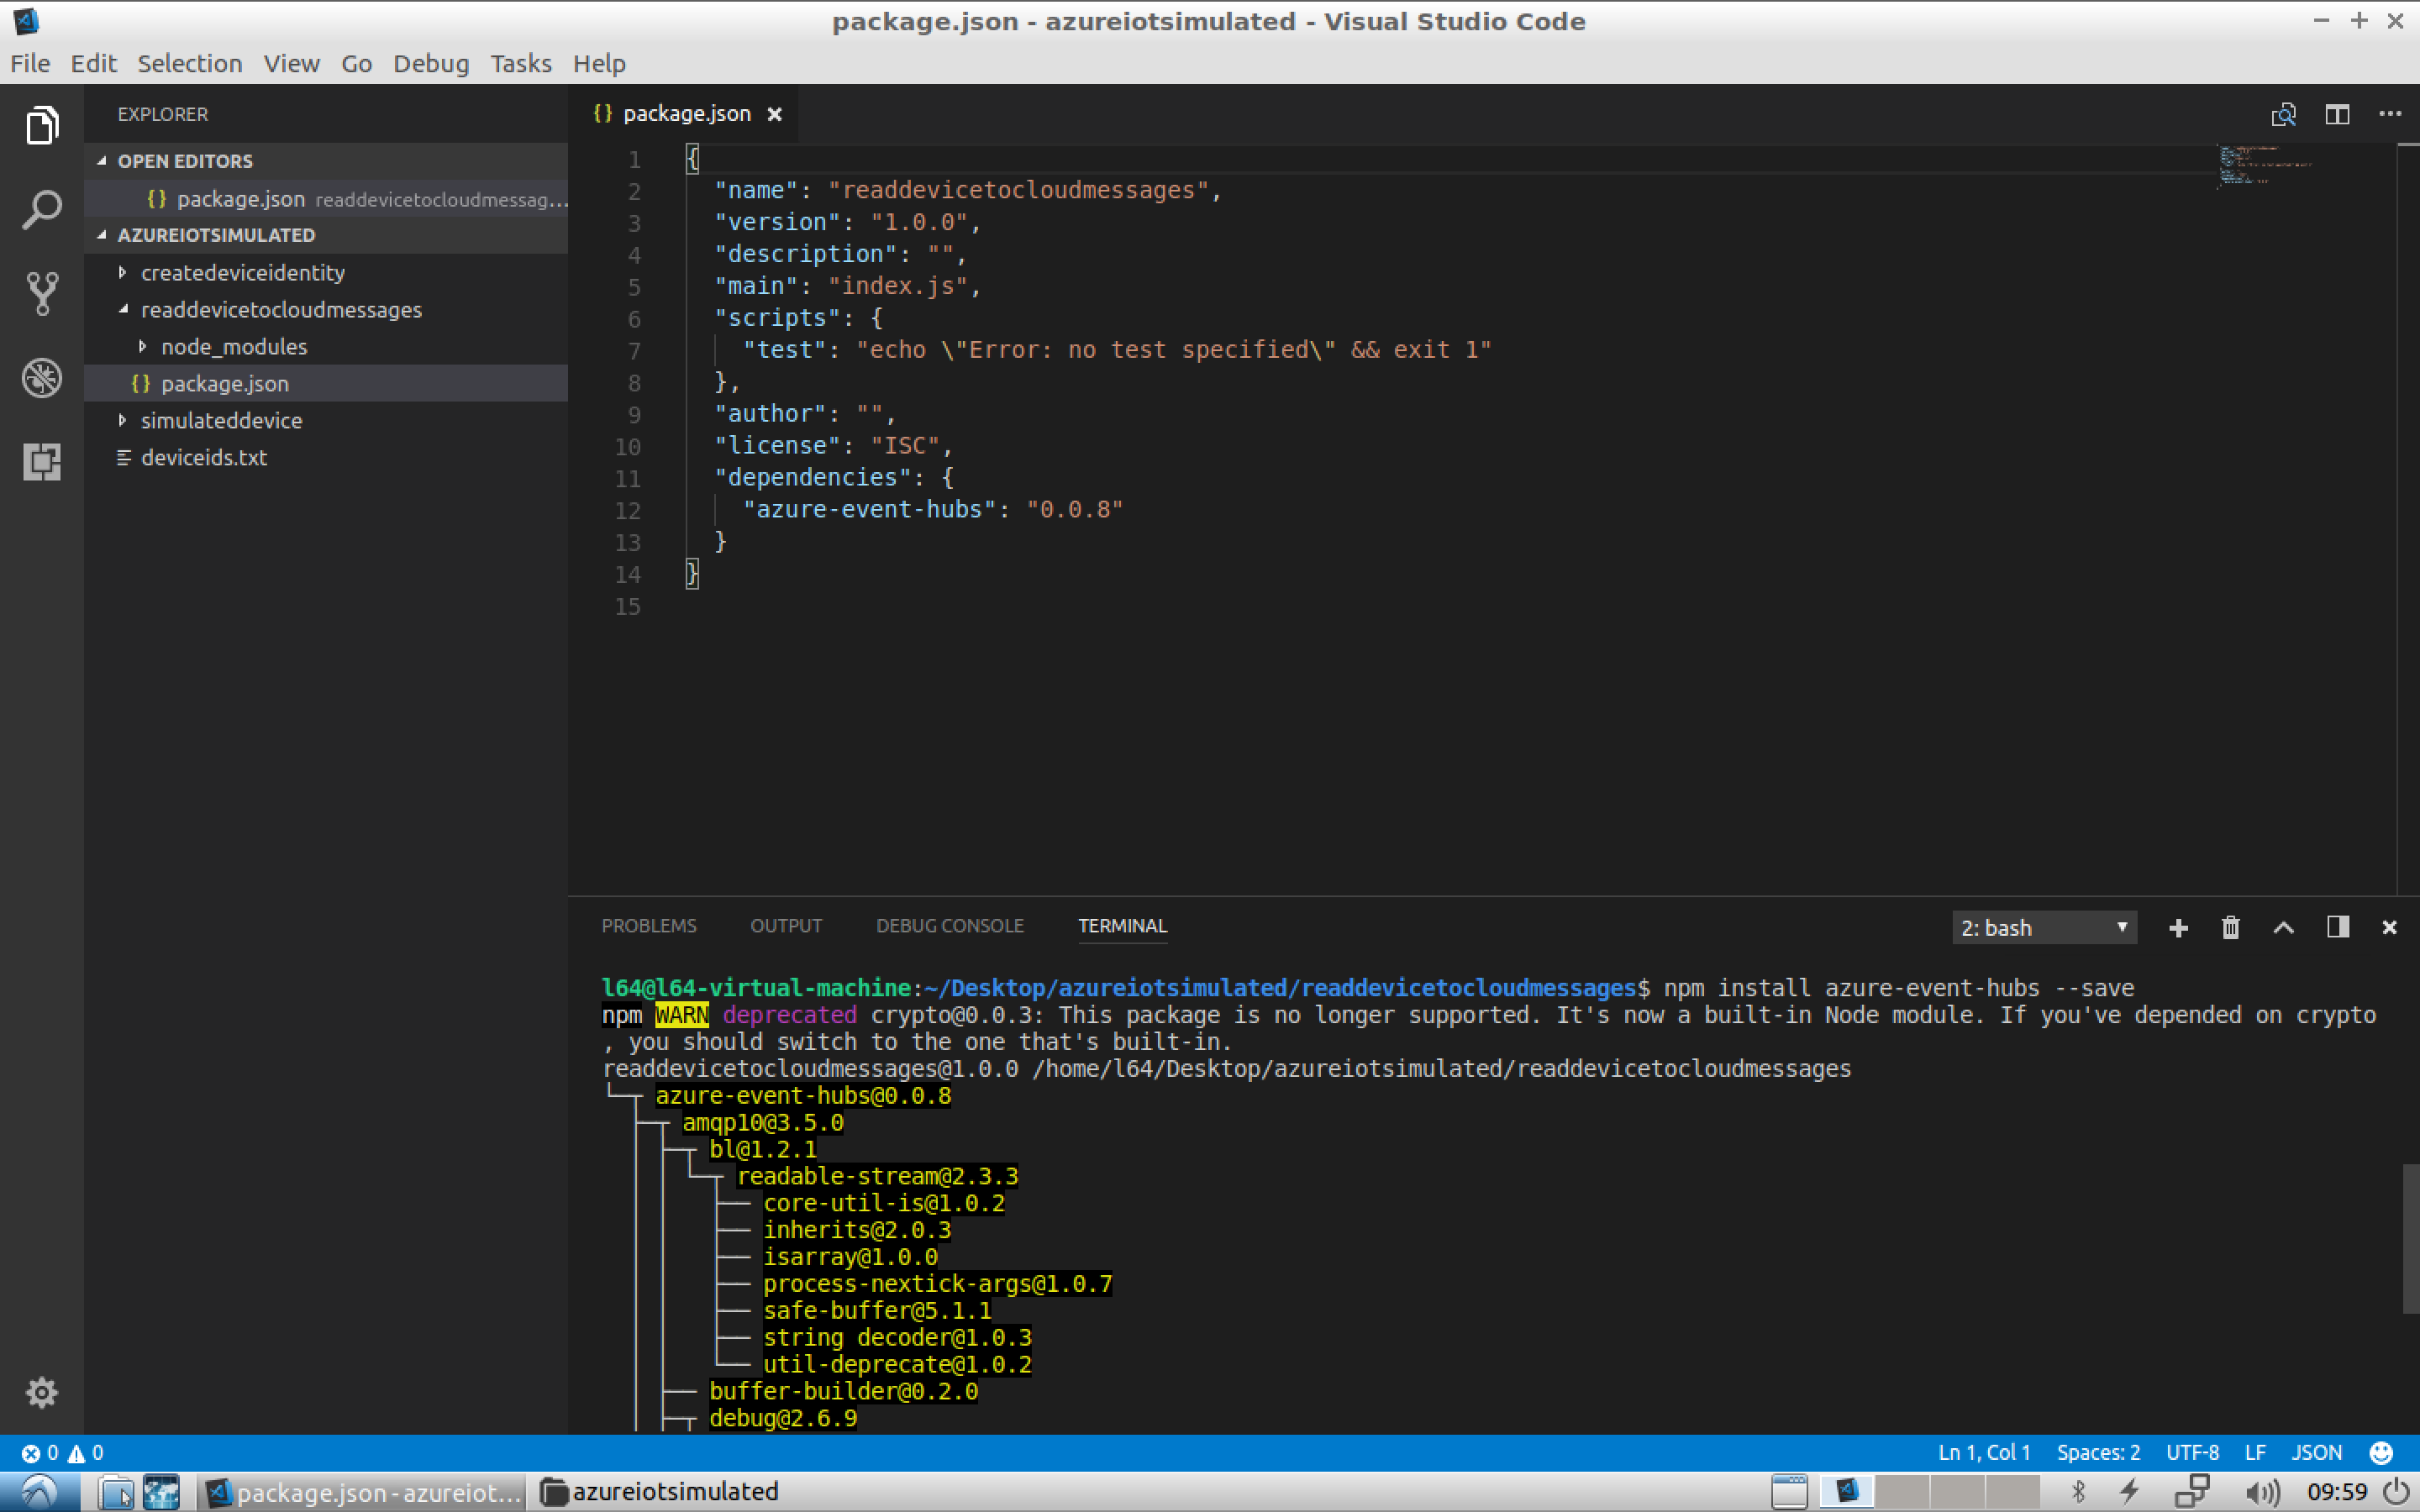 package.json - azureiotsimulated - Visual Studio Code
File Edit Selection View Go Debug Tasks Help
EXPLORER
OPEN EDITORS
{} package.json readdevicetocloudmessag...
AZUREIOTSIMULATED
createdeviceidentity
readdevicetocloudmessages
node_modules
{} package.json
simulateddevice
deviceids.txt
{} package.json
1 {
2 "name": "readdevicetocloudmessages",
3 "version": "1.0.0",
4 "description": "",
5 "main": "index.js",
6 "scripts": {
7 "test": "echo \"Error: no test specified\" && exit 1"
8 },
9 "author": "",
10 "license": "ISC",
11 "dependencies": {
12 "azure-event-hubs": "0.0.8"
13 }
14 }
15
PROBLEMS OUTPUT DEBUG CONSOLE TERMINAL
2: bash
l64@l64-virtual-machine:~/Desktop/azureiotsimulated/readdevicetocloudmessages$ npm install azure-event-hubs --save
npm WARN deprecated crypto@0.0.3: This package is no longer supported. It's now a built-in Node module. If you've depended on crypto
, you should switch to the one that's built-in.
readdevicetocloudmessages@1.0.0 /home/l64/Desktop/azureiotsimulated/readdevicetocloudmessages
azure-event-hubs@0.0.8
amqp10@3.5.0
bl@1.2.1
readable-stream@2.3.3
core-util-is@1.0.2
inherits@2.0.3
isarray@1.0.0
process-nextick-args@1.0.7
safe-buffer@5.1.1
string decoder@1.0.3
util-deprecate@1.0.2
buffer-builder@0.2.0
debug@2.6.9
0 0
Ln 1, Col 1 Spaces: 2 UTF-8 LF JSON
package.json - azureiot... azureiotsimulated
09:59